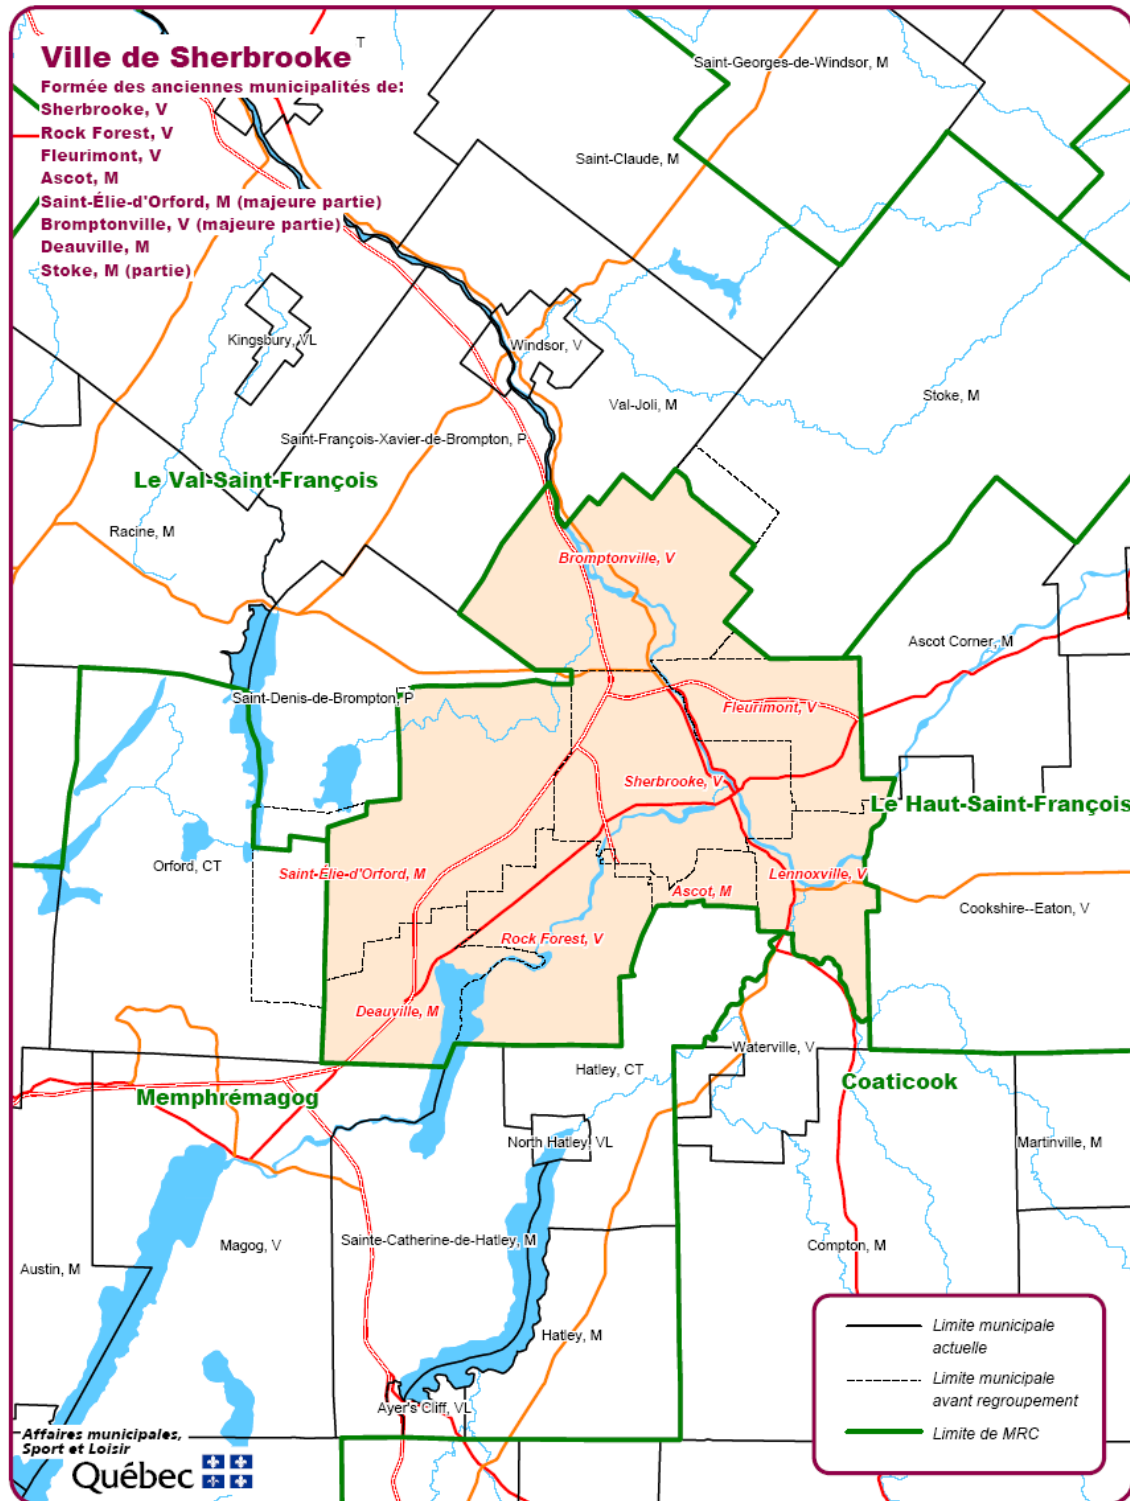 Ville de Sherbrooke
Formée des anciennes municipalités de:
Sherbrooke, V
Rock Forest, V
Fleurimont, V
Ascot, M
Saint-Élie-d'Orford, M (majeure partie)
Bromptonville, V (majeure partie)
Deauville, M
Stoke, M (partie)
T
Saint-Georges-de-Windsor, M
Saint-Claude, M
Kingsbury, VL
Windsor, V
Val-Joli, M
Stoke, M
Saint-François-Xavier-de-Brompton, P
Le Val-Saint-François
Racine, M
Bromptonville, V
Ascot Corner, M
Saint-Denis-de-Brompton, P
Fleurimont, V
Sherbrooke, V
Le Haut-Saint-François
Orford, CT
Saint-Élie-d'Orford, M
Ascot, M
Lennoxville, V
Cookshire--Eaton, V
Rock Forest, V
Deauville, M
Waterville, V
Hatley, CT
Coaticook
Memphrémagog
North Hatley, VL
Martinville, M
Sainte-Catherine-de-Hatley, M
Magog, V
Compton, M
Austin, M
Hatley, M
Ayer's Cliff, VL
Limite municipale
actuelle
Limite municipale
avant regroupement
Limite de MRC
Affaires municipales,
Sport et Loisir
Québec